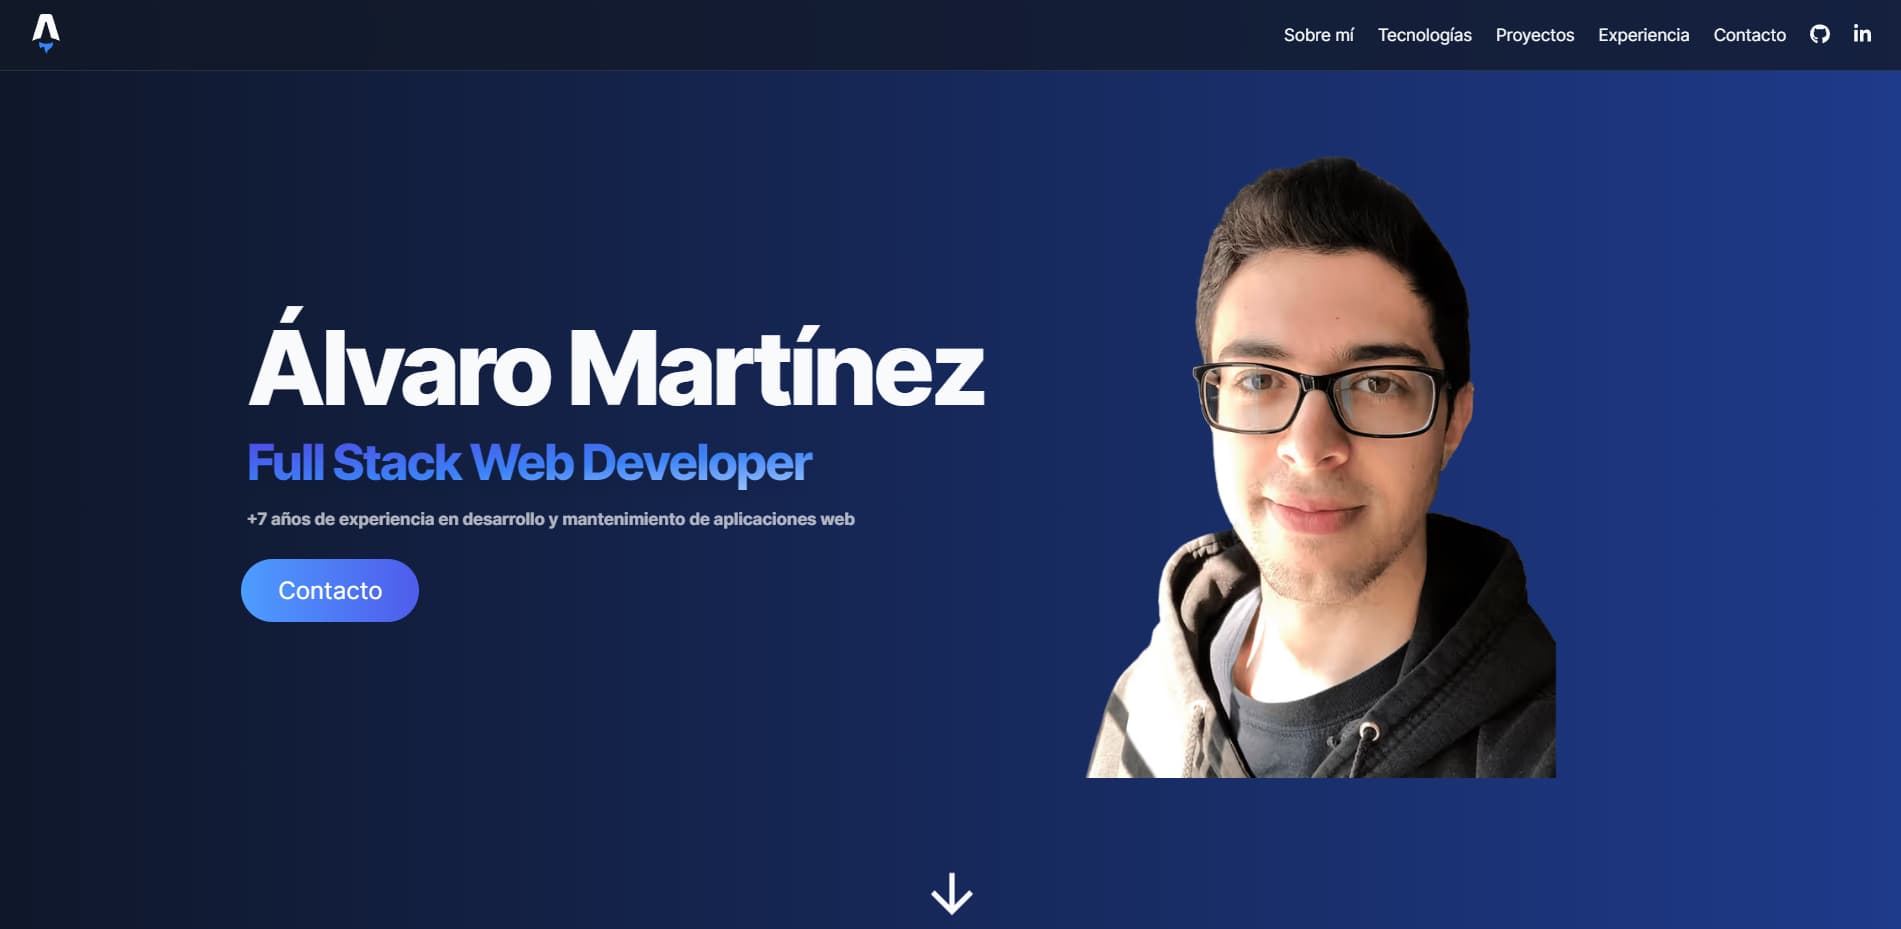 Sobre mí Tecnologías Proyectos Experiencia Contacto
Álvaro Martínez
Full Stack Web Developer
+7 años de experiencia en desarrollo y mantenimiento de aplicaciones web
Contacto